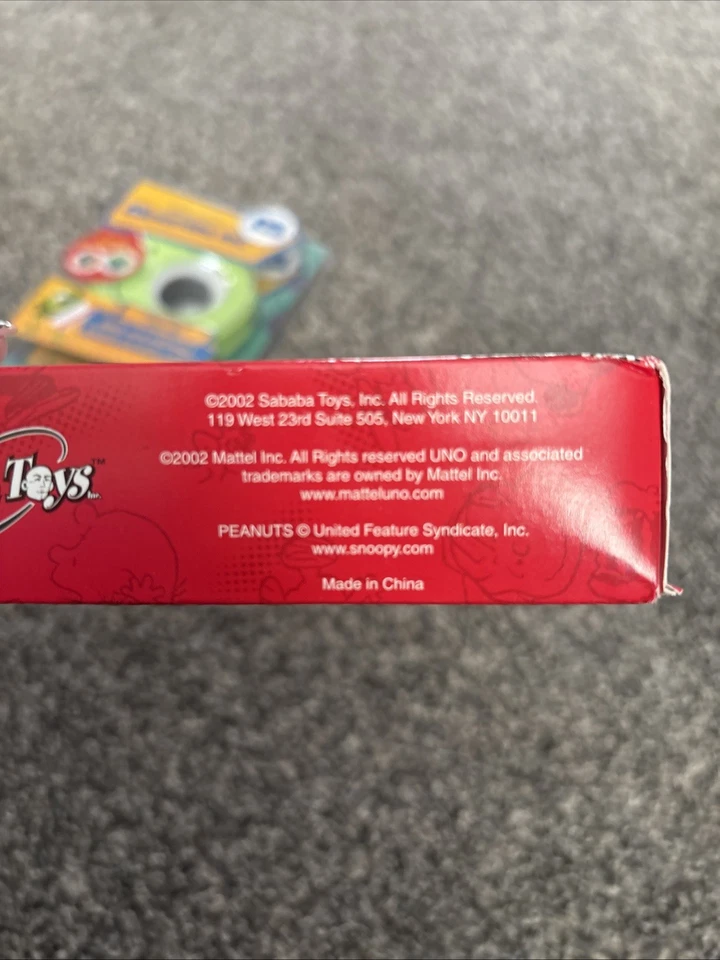 Toys™
Inc.
©2002 Sababa Toys, Inc. All Rights Reserved.
119 West 23rd Suite 505, New York NY 10011
©2002 Mattel Inc. All Rights reserved UNO and associated
trademarks are owned by Mattel Inc.
www.matteluno.com
PEANUTS © United Feature Syndicate, Inc.
www.snoopy.com
Made in China